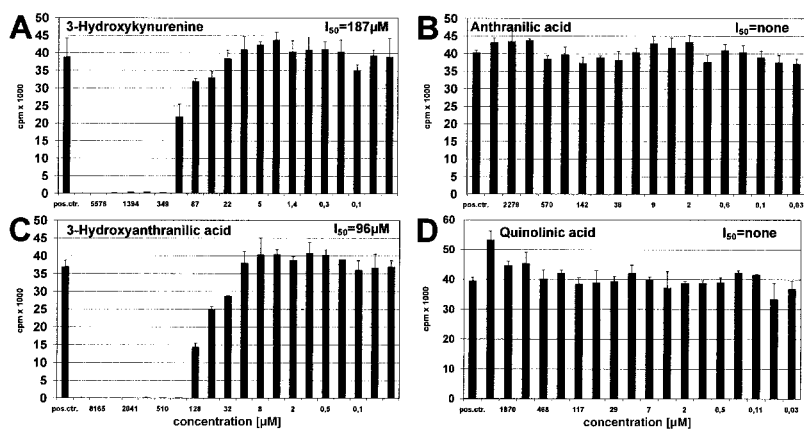 A
3-Hydroxykynurenine
I50=187µM
cpm x 1000
50
45
40
35
30
25
20
15
10
5
0
pos.ctr. 5578 1394 349 87 22 5 1,4 0,3 0,1
B
Anthranilic acid
I50=none
cpm x 1000
50
45
40
35
30
25
20
15
10
5
0
pos.ctr. 2278 570 142 36 9 2 0,6 0,1 0,03
C
3-Hydroxyanthranilic acid
I50=96µM
cpm x 1000
50
45
40
35
30
25
20
15
10
5
0
pos.ctr. 8165 2041 510 128 32 8 2 0,5 0,1
concentration [µM]
D
Quinolinic acid
I50=none
cpm x 1000
60
50
40
30
20
10
0
pos.ctr. 1870 468 117 29 7 2 0,5 0,11 0,03
concentration [µM]